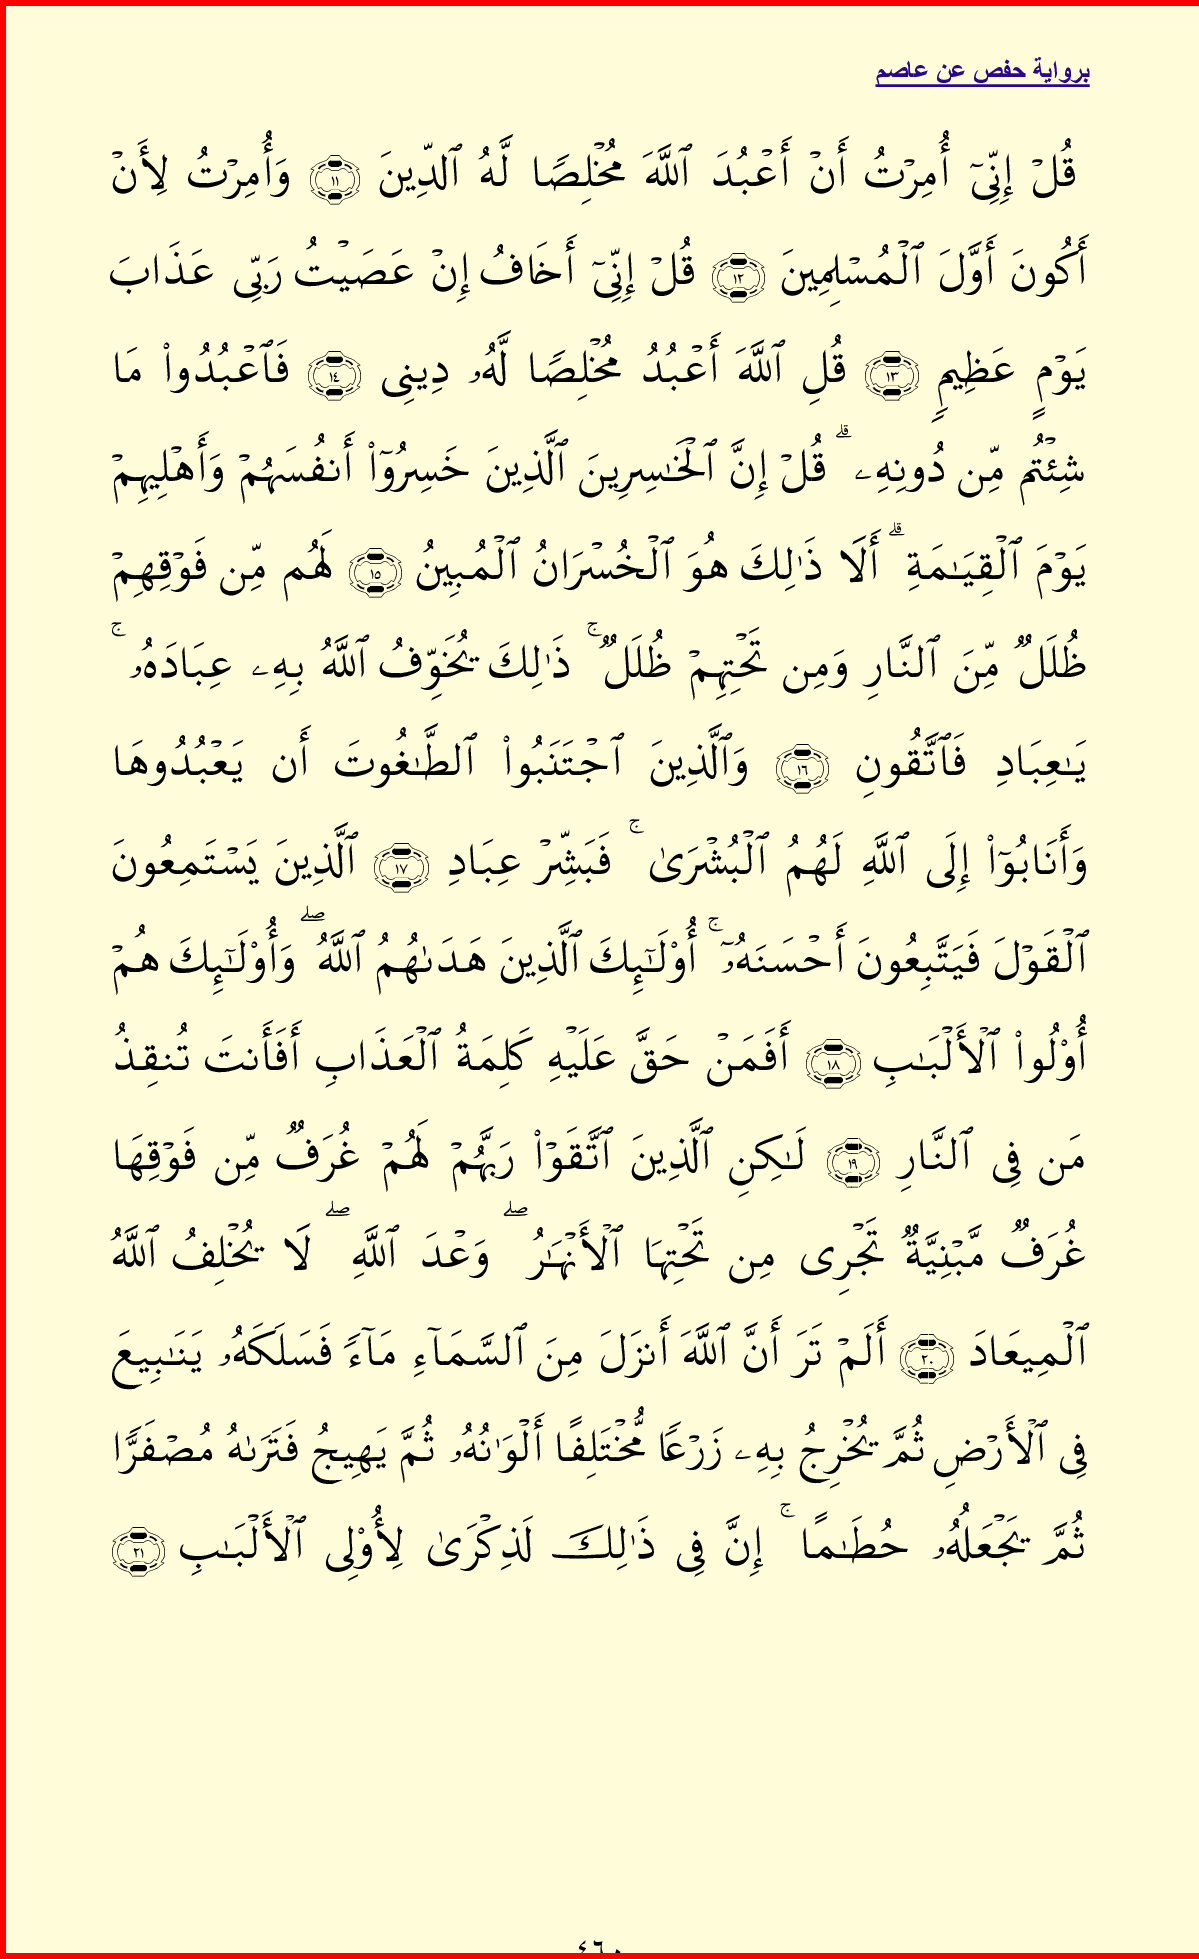 برواية حفص عن عاصم
قُلْ إِنِّىٓ أُمِرْتُ أَنْ أَعْبُدَ ٱللَّهَ مُخْلِصًا لَّهُ ٱلدِّينَ ١١ وَأُمِرْتُ لِأَنْ
أَكُونَ أَوَّلَ ٱلْمُسْلِمِينَ ١٢ قُلْ إِنِّىٓ أَخَافُ إِنْ عَصَيْتُ رَبِّى عَذَابَ
يَوْمٍ عَظِيمٍ ١٣ قُلِ ٱللَّهَ أَعْبُدُ مُخْلِصًا لَّهُۥ دِينِى ١٤ فَٱعْبُدُوا۟ مَا
شِئْتُم مِّن دُونِهِۦ ۗ قُلْ إِنَّ ٱلْخَـٰسِرِينَ ٱلَّذِينَ خَسِرُوٓا۟ أَنفُسَهُمْ وَأَهْلِيهِمْ
يَوْمَ ٱلْقِيَـٰمَةِ ۗ أَلَا ذَٰلِكَ هُوَ ٱلْخُسْرَانُ ٱلْمُبِينُ ١٥ لَهُم مِّن فَوْقِهِمْ
ظُلَلٌ مِّنَ ٱلنَّارِ وَمِن تَحْتِهِمْ ظُلَلٌ ۚ ذَٰلِكَ يُخَوِّفُ ٱللَّهُ بِهِۦ عِبَادَهُۥ ۚ
يَـٰعِبَادِ فَٱتَّقُونِ ١٦ وَٱلَّذِينَ ٱجْتَنَبُوا۟ ٱلطَّـٰغُوتَ أَن يَعْبُدُوهَا
وَأَنَابُوٓا۟ إِلَى ٱللَّهِ لَهُمُ ٱلْبُشْرَىٰ ۚ فَبَشِّرْ عِبَادِ ١٧ ٱلَّذِينَ يَسْتَمِعُونَ
ٱلْقَوْلَ فَيَتَّبِعُونَ أَحْسَنَهُۥٓ ۚ أُو۟لَـٰٓئِكَ ٱلَّذِينَ هَدَىٰهُمُ ٱللَّهُ ۖ وَأُو۟لَـٰٓئِكَ هُمْ
أُو۟لُوا۟ ٱلْأَلْبَـٰبِ ١٨ أَفَمَنْ حَقَّ عَلَيْهِ كَلِمَةُ ٱلْعَذَابِ أَفَأَنتَ تُنقِذُ
مَن فِى ٱلنَّارِ ١٩ لَـٰكِنِ ٱلَّذِينَ ٱتَّقَوْا۟ رَبَّهُمْ لَهُمْ غُرَفٌ مِّن فَوْقِهَا
غُرَفٌ مَّبْنِيَّةٌ تَجْرِى مِن تَحْتِهَا ٱلْأَنْهَـٰرُ ۖ وَعْدَ ٱللَّهِ ۖ لَا يُخْلِفُ ٱللَّهُ
ٱلْمِيعَادَ ٢٠ أَلَمْ تَرَ أَنَّ ٱللَّهَ أَنزَلَ مِنَ ٱلسَّمَآءِ مَآءً فَسَلَكَهُۥ يَنَـٰبِيعَ
فِى ٱلْأَرْضِ ثُمَّ يُخْرِجُ بِهِۦ زَرْعًا مُّخْتَلِفًا أَلْوَٰنُهُۥ ثُمَّ يَهِيجُ فَتَرَىٰهُ مُصْفَرًّا
ثُمَّ يَجْعَلُهُۥ حُطَـٰمًا ۚ إِنَّ فِى ذَٰلِكَ لَذِكْرَىٰ لِأُو۟لِى ٱلْأَلْبَـٰبِ ٢١